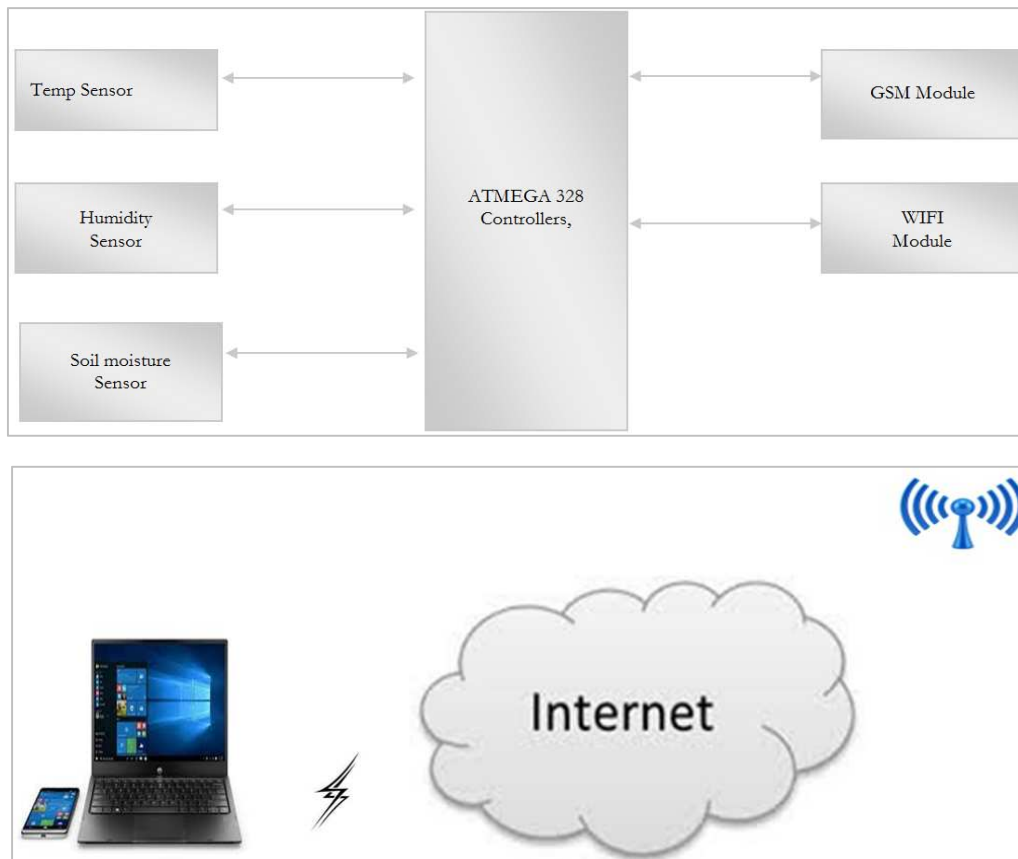 Temp Sensor
GSM Module
ATMEGA 328
Controllers,
Humidity
Sensor
WIFI
Module
Soil moisture
Sensor
Internet